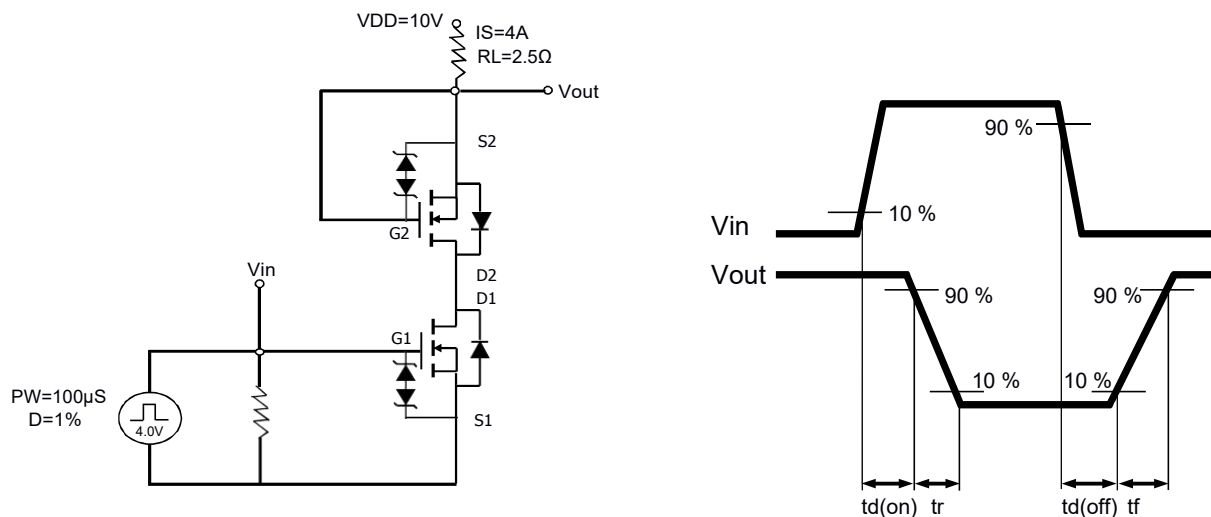 VDD=10V
IS=4A
RL=2.5Ω
Vout
S2
G2
D2
D1
Vin
G1
PW=100µS
D=1%
4.0V
S1
90 %
10 %
Vin
Vout
90 %
90 %
10 %
10 %
td(on) tr
td(off) tf